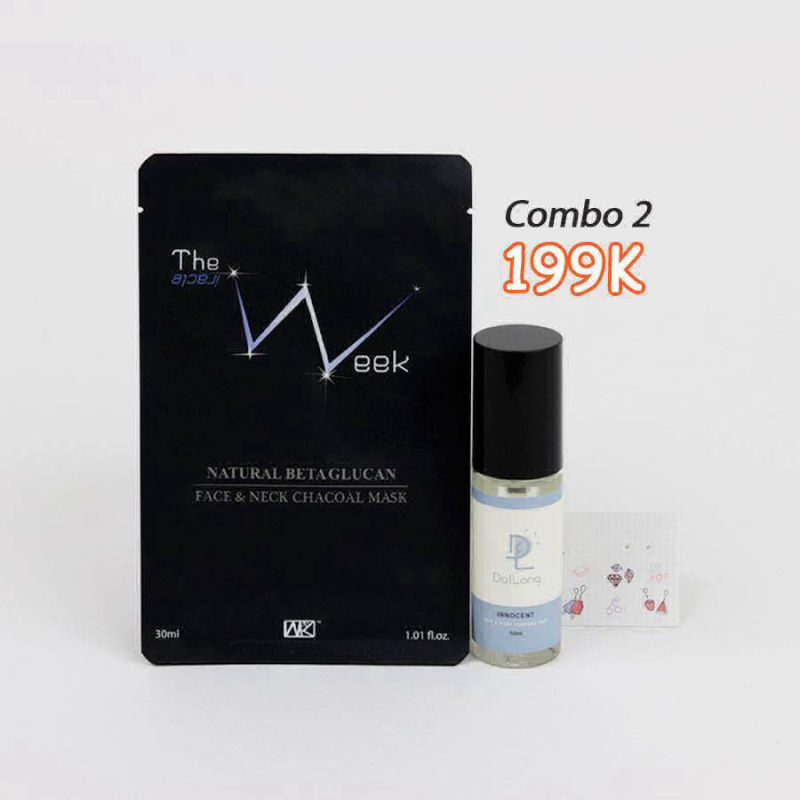 Combo 2
199K
The
Week
NATURAL BETAGLUCAN
FACE & NECK CHACOAL MASK
30ml
1.01 fl.oz.
DL
DalLong
INNOCENT
50ml